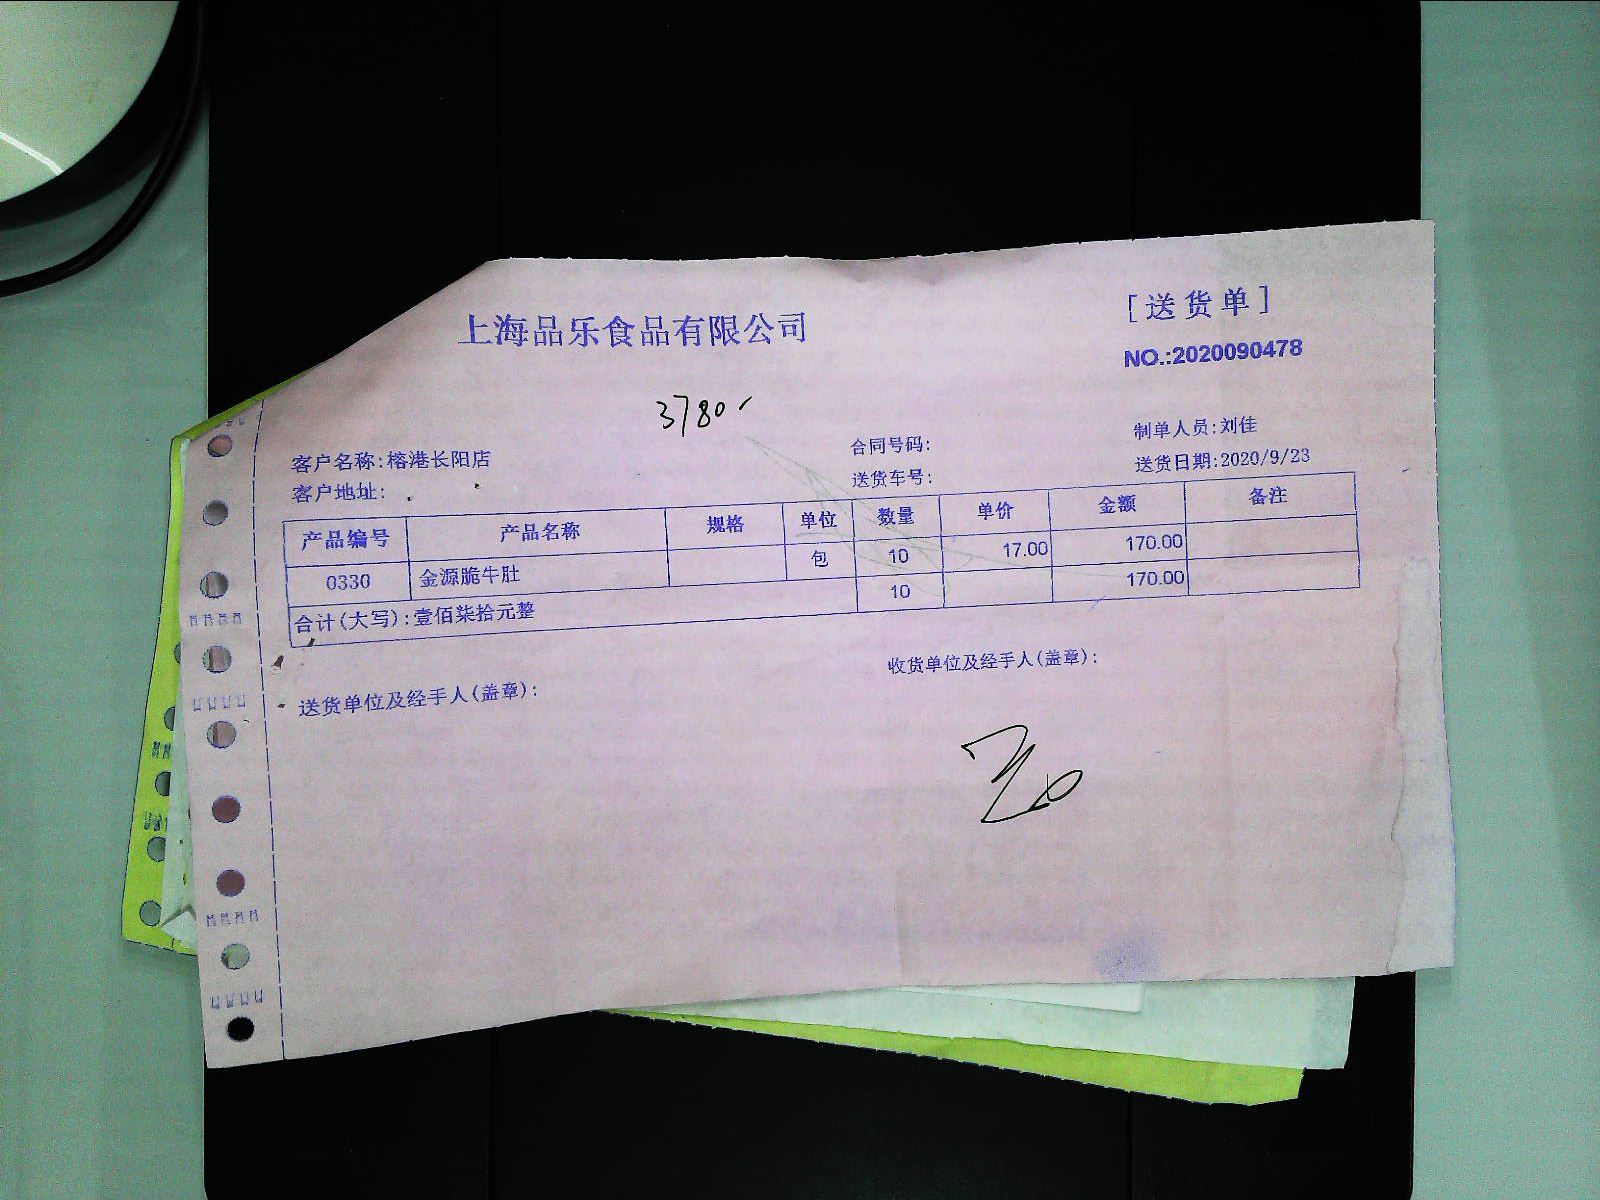 上海品乐食品有限公司
[送货单]
NO.:2020090478
3780
客户名称:榕港长阳店
合同号码:
制单人员:刘佳
客户地址:
送货车号:
送货日期:2020/9/23
产品编号 产品名称 规格 单位 数量 单价 金额 备注
0330 金源脆牛肚 包 10 17.00 170.00
合计(大写):壹佰柒拾元整 10 170.00
送货单位及经手人(盖章):
收货单位及经手人(盖章):